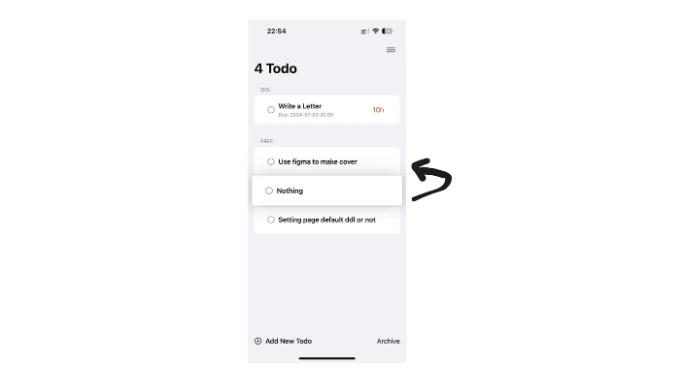 22:54
4 Todo
DDL
Write a Letter
Due: 2024-07-03 20:00
10h
FREE
Use figma to make cover
Nothing
Setting page default ddl or not
Add New Todo
Archive